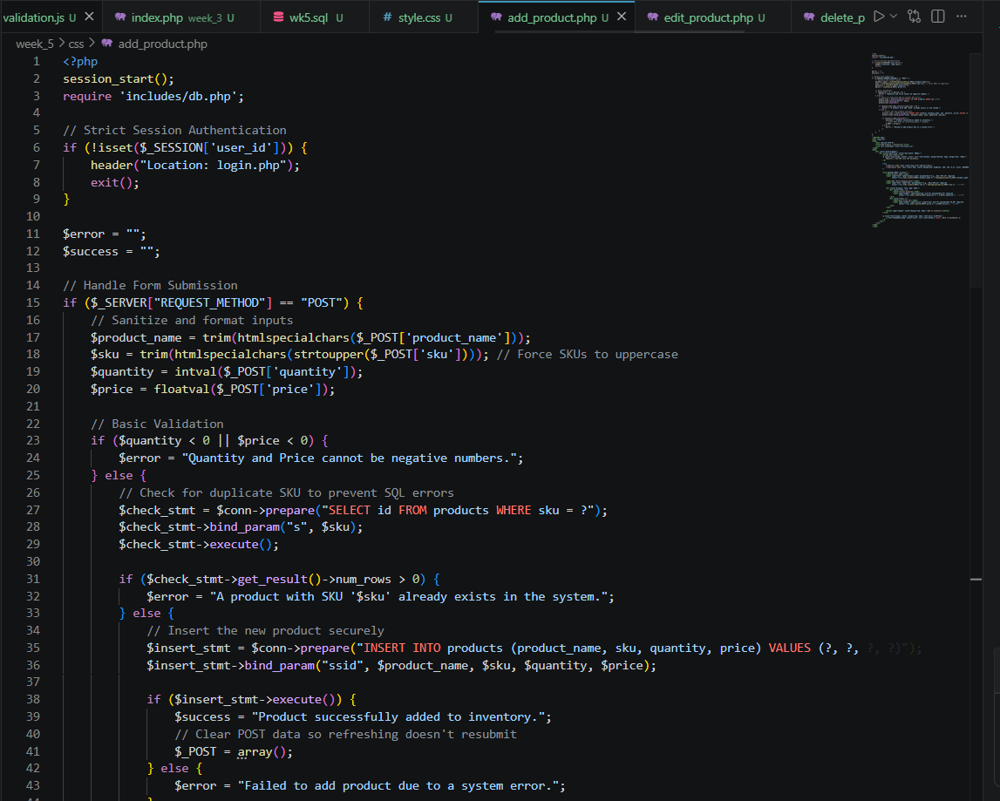 validation.js U
index.php week_3 U
wk5.sql U
# style.css U
add_product.php U
edit_product.php U
delete_p
week_5 > css > add_product.php
1 <?php
2 session_start();
3 require 'includes/db.php';
4
5 // Strict Session Authentication
6 if (!isset($_SESSION['user_id'])) {
7 header("Location: login.php");
8 exit();
9 }
10
11 $error = "";
12 $success = "";
13
14 // Handle Form Submission
15 if ($_SERVER["REQUEST_METHOD"] == "POST") {
16 // Sanitize and format inputs
17 $product_name = trim(htmlspecialchars($_POST['product_name']));
18 $sku = trim(htmlspecialchars(strtoupper($_POST['sku']))); // Force SKUs to uppercase
19 $quantity = intval($_POST['quantity']);
20 $price = floatval($_POST['price']);
21
22 // Basic Validation
23 if ($quantity < 0 || $price < 0) {
24 $error = "Quantity and Price cannot be negative numbers.";
25 } else {
26 // Check for duplicate SKU to prevent SQL errors
27 $check_stmt = $conn->prepare("SELECT id FROM products WHERE sku = ?");
28 $check_stmt->bind_param("s", $sku);
29 $check_stmt->execute();
30
31 if ($check_stmt->get_result()->num_rows > 0) {
32 $error = "A product with SKU '$sku' already exists in the system.";
33 } else {
34 // Insert the new product securely
35 $insert_stmt = $conn->prepare("INSERT INTO products (product_name, sku, quantity, price) VALUES (?, ?, ?, ?)");
36 $insert_stmt->bind_param("ssid", $product_name, $sku, $quantity, $price);
37
38 if ($insert_stmt->execute()) {
39 $success = "Product successfully added to inventory.";
40 // Clear POST data so refreshing doesn't resubmit
41 $_POST = array();
42 } else {
43 $error = "Failed to add product due to a system error.";